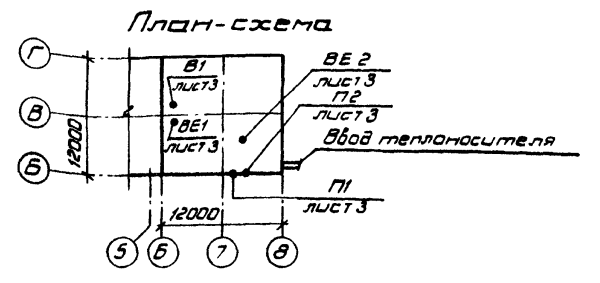 План-схема
Г
В
Б
12000
В1
лист 3
ВЕ1
лист 3
ВЕ 2
лист 3
П2
лист 3
Ввод теплоносителя
П1
лист 3
12000
5
6
7
8